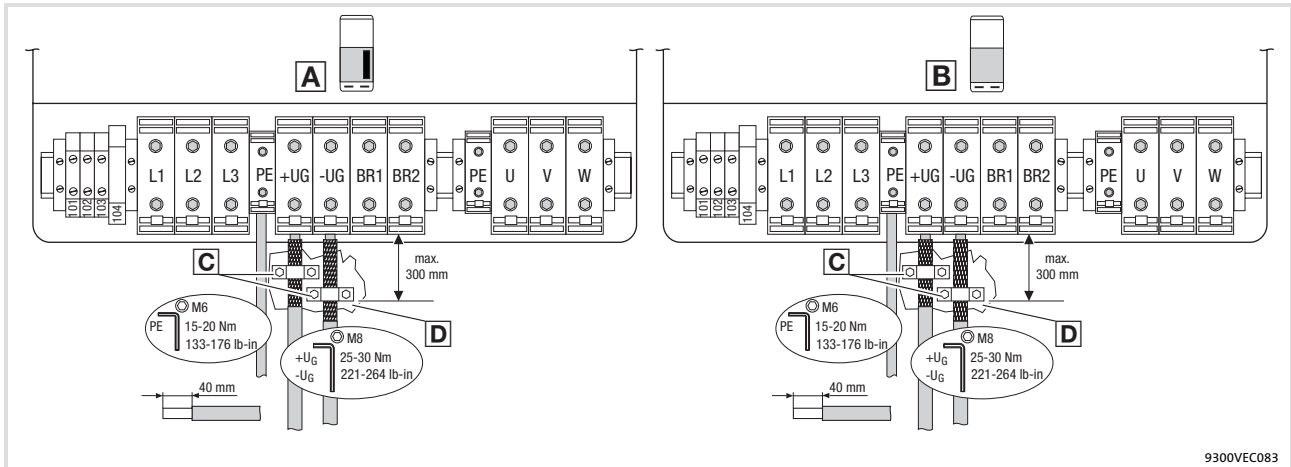 A
101
102
103
104
L1
L2
L3
PE
+UG
-UG
BR1
BR2
PE
U
V
W
C
max.
300 mm
D
M6
PE
15-20 Nm
133-176 lb-in
M8
+UG
-UG
25-30 Nm
221-264 lb-in
40 mm
B
101
102
103
104
L1
L2
L3
PE
+UG
-UG
BR1
BR2
PE
U
V
W
C
max.
300 mm
D
M6
PE
15-20 Nm
133-176 lb-in
M8
+UG
-UG
25-30 Nm
221-264 lb-in
40 mm
9300VEC083